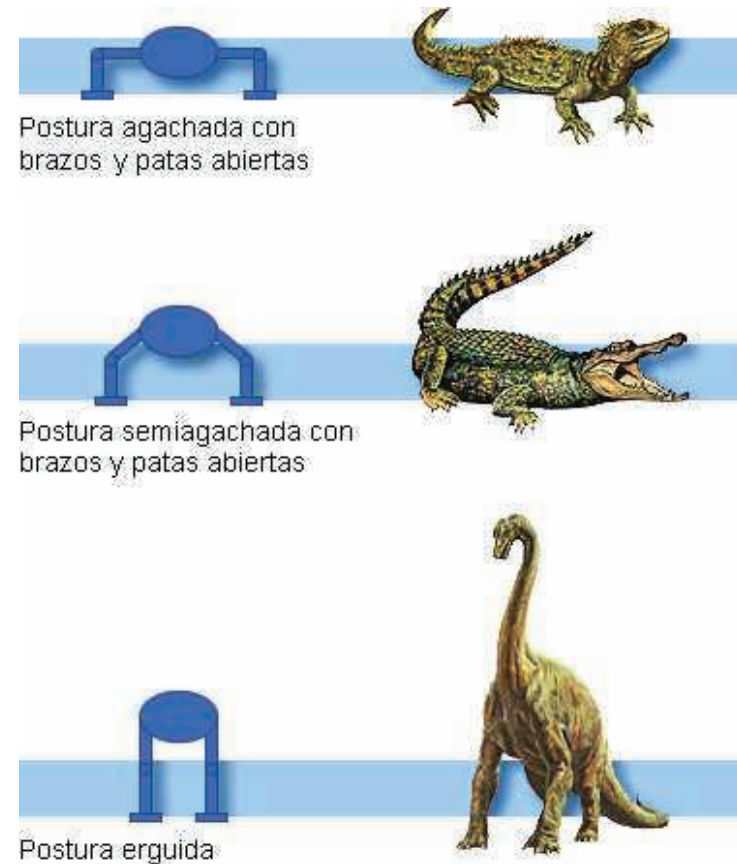 Postura agachada con
brazos y patas abiertas
Postura semiagachada con
brazos y patas abiertas
Postura erguida